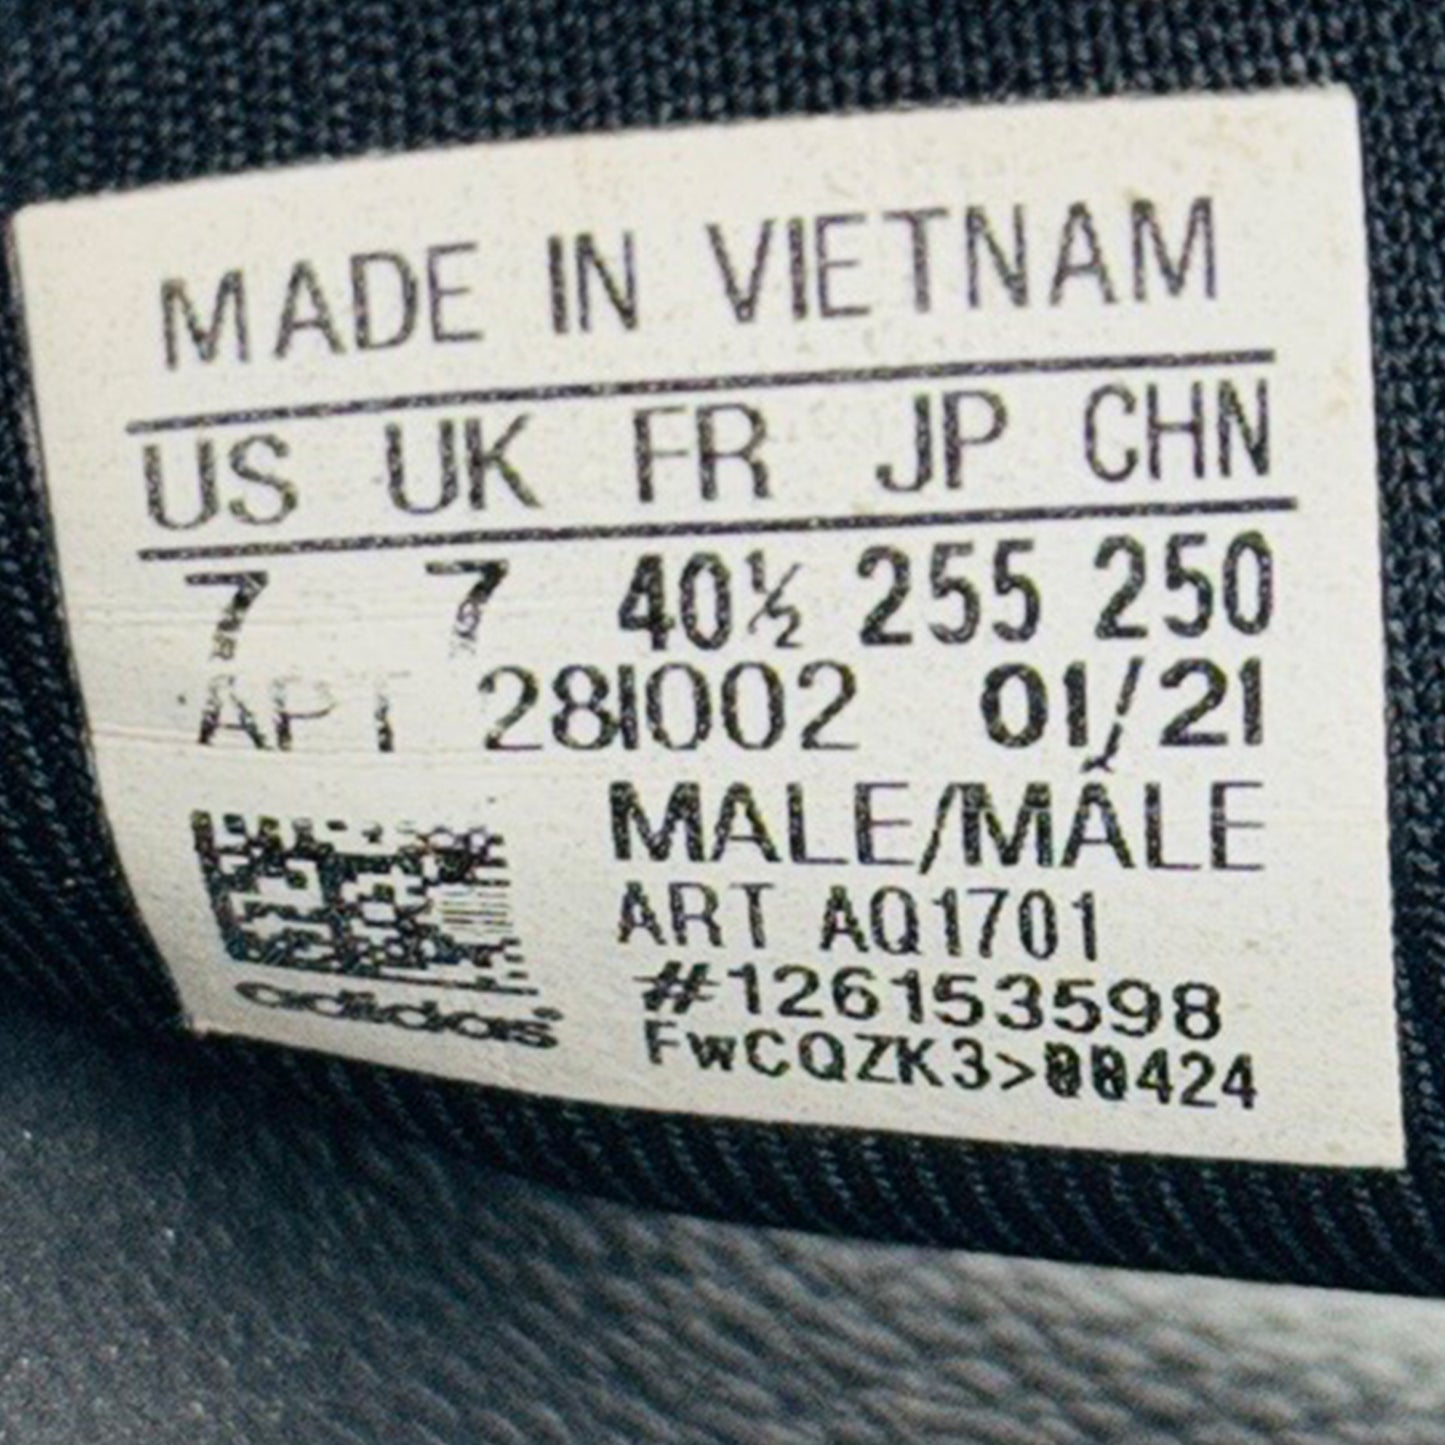 MADE IN VIETNAM
US UK FR JP CHN
7 7 40½ 255 250
APT 281002 01/21
MALE/MÂLE
ART AQ1701
#126153598
FwCQZK3>00424
adidas